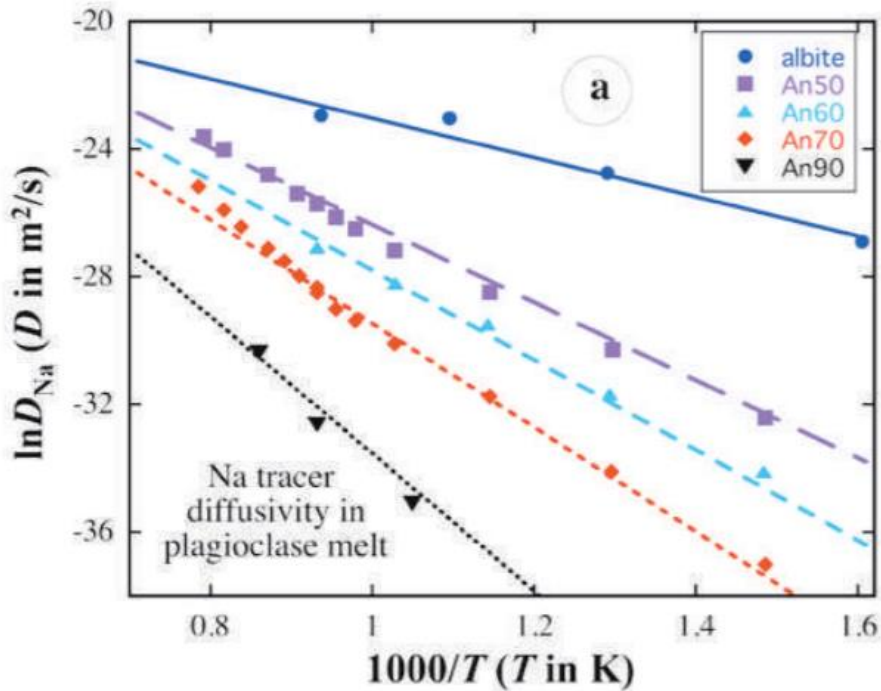 -20
-24
-28
-32
-36
lnD_Na (D in m²/s)
a
albite
An50
An60
An70
An90
Na tracer
diffusivity in
plagioclase melt
0.8 1 1.2 1.4 1.6
1000/T (T in K)